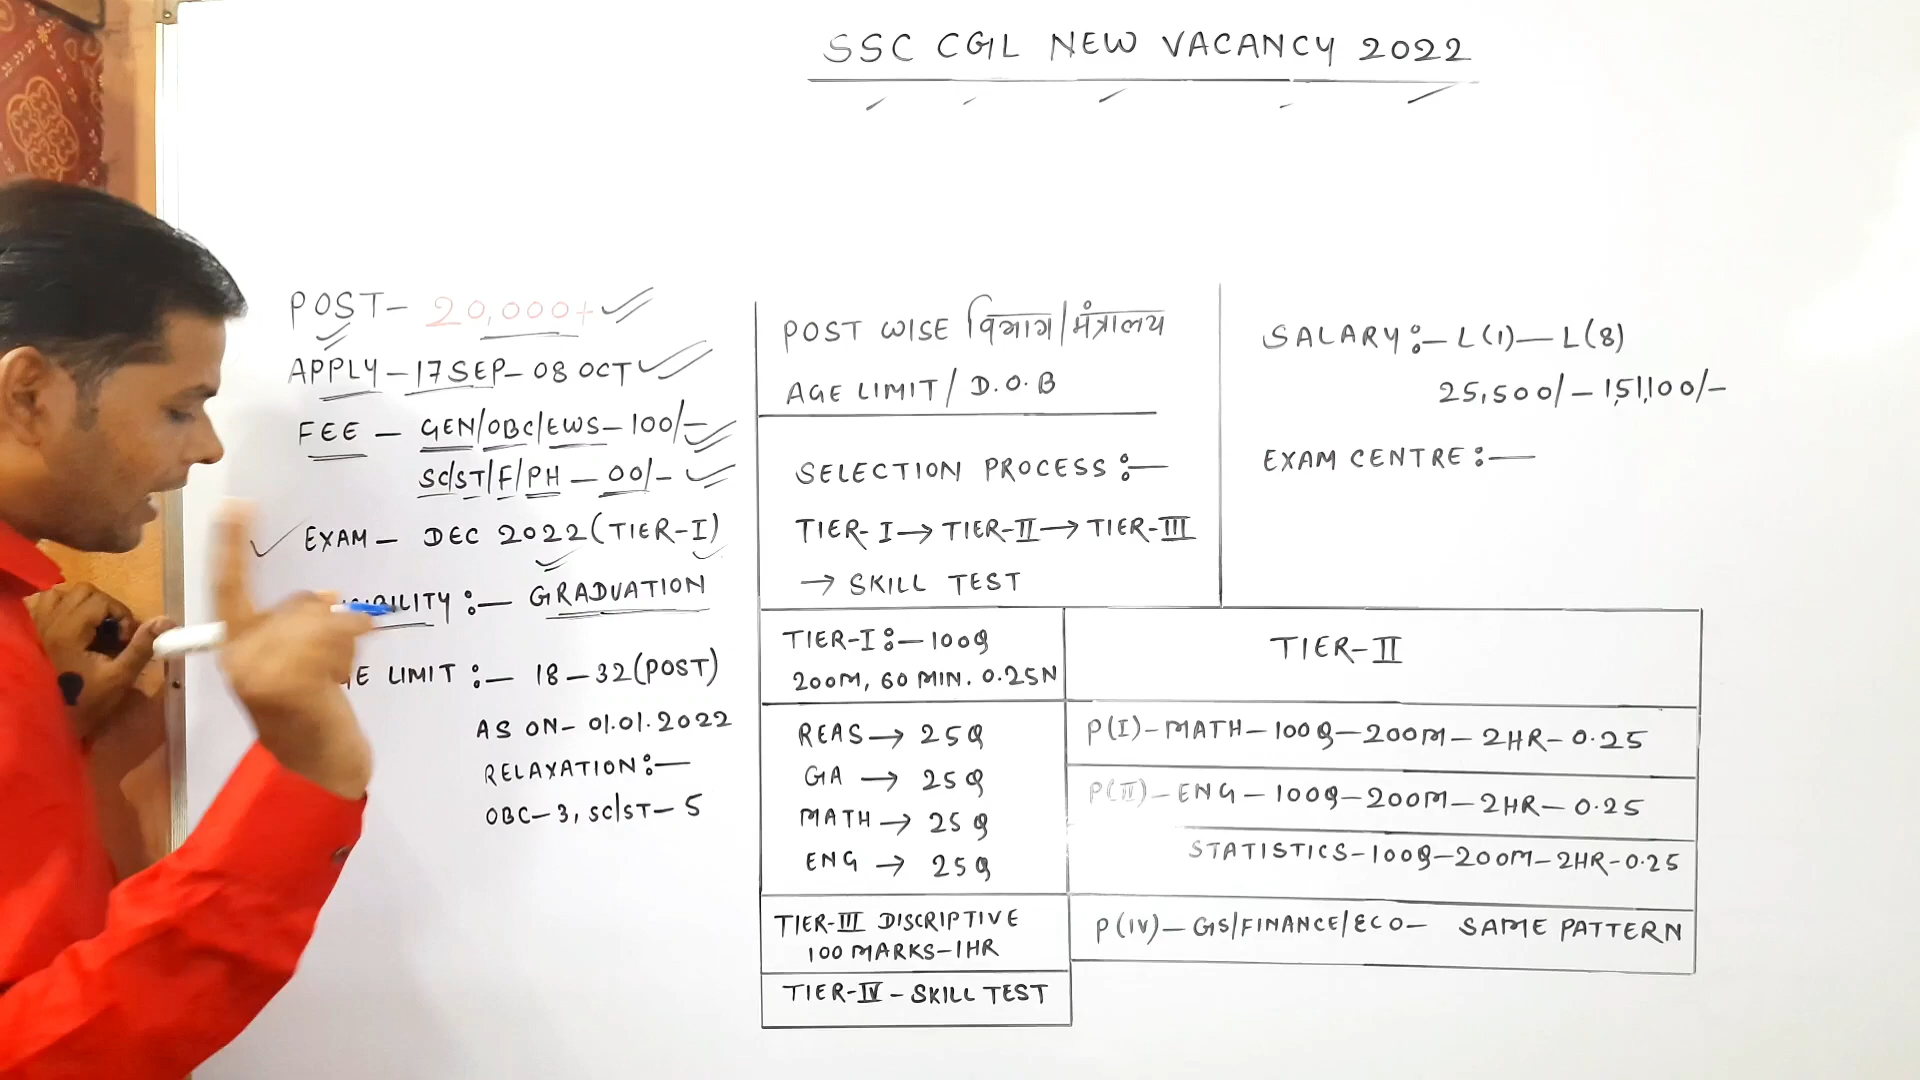 SSC CGL NEW VACANCY 2022
POST- 20,000+
APPLY - 17 SEP - 08 OCT
FEE - GEN/OBC/EWS - 100/-
SC/ST/F/PH - 00/-
EXAM - DEC 2022 (TIER-I)
BILITY :- GRADUATION
E LIMIT :- 18-32 (POST)
AS ON - 01.01.2022
RELAXATION :-
OBC-3, SC/ST-5
POST WISE विभाग/मंत्रालय
AGE LIMIT / D.O.B
SELECTION PROCESS :-
TIER-I → TIER-II → TIER-III
→ SKILL TEST
SALARY :- L(1) - L(8)
25,500/- - 1,51,100/-
EXAM CENTRE :-
TIER-I :- 100Q
200M, 60 MIN. 0.25N
REAS → 25Q
GA → 25Q
MATH → 25Q
ENG → 25Q
TIER-III DISCRIPTIVE
100 MARKS - 1HR
TIER-IV - SKILL TEST
TIER-II
P(I) - MATH - 100Q - 200M - 2HR - 0.25
P(II) - ENG - 100Q - 200M - 2HR - 0.25
STATISTICS - 100Q - 200M - 2HR - 0.25
P(IV) - GS/FINANCE/ECO - SAME PATTERN